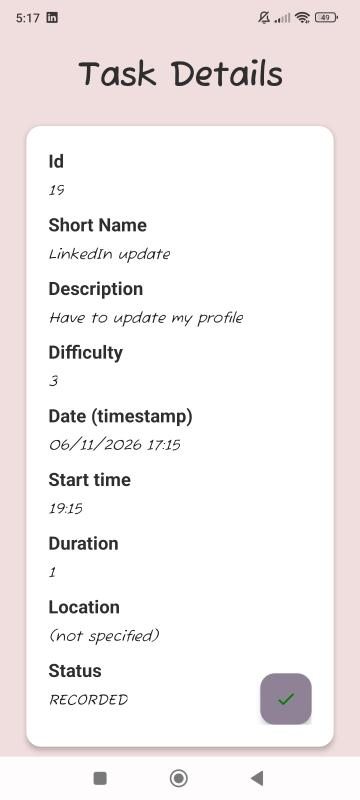 5:17
49
Task Details
Id
19
Short Name
LinkedIn update
Description
Have to update my profile
Difficulty
3
Date (timestamp)
06/11/2026 17:15
Start time
19:15
Duration
1
Location
(not specified)
Status
RECORDED